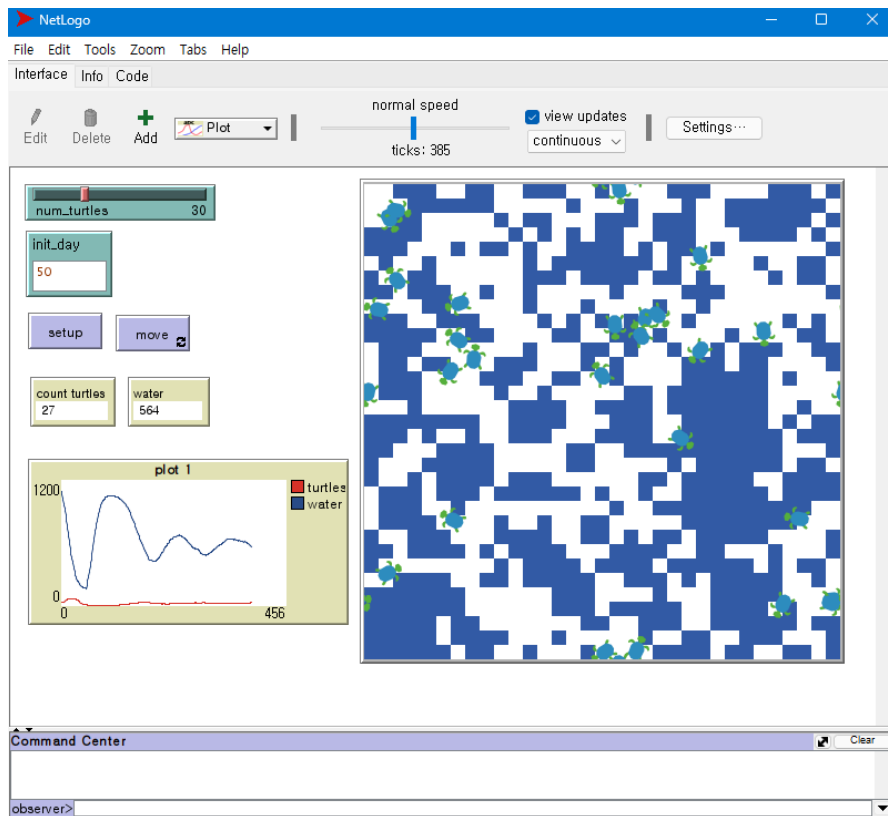 NetLogo
File Edit Tools Zoom Tabs Help
Interface Info Code
normal speed
view updates
Edit Delete Add abc Plot continuous Settings...
ticks: 385
num_turtles 30
init_day
50
setup move
count turtles water
27 564
plot 1
1200
turtles
water
0
0 456
Command Center Clear
observer>